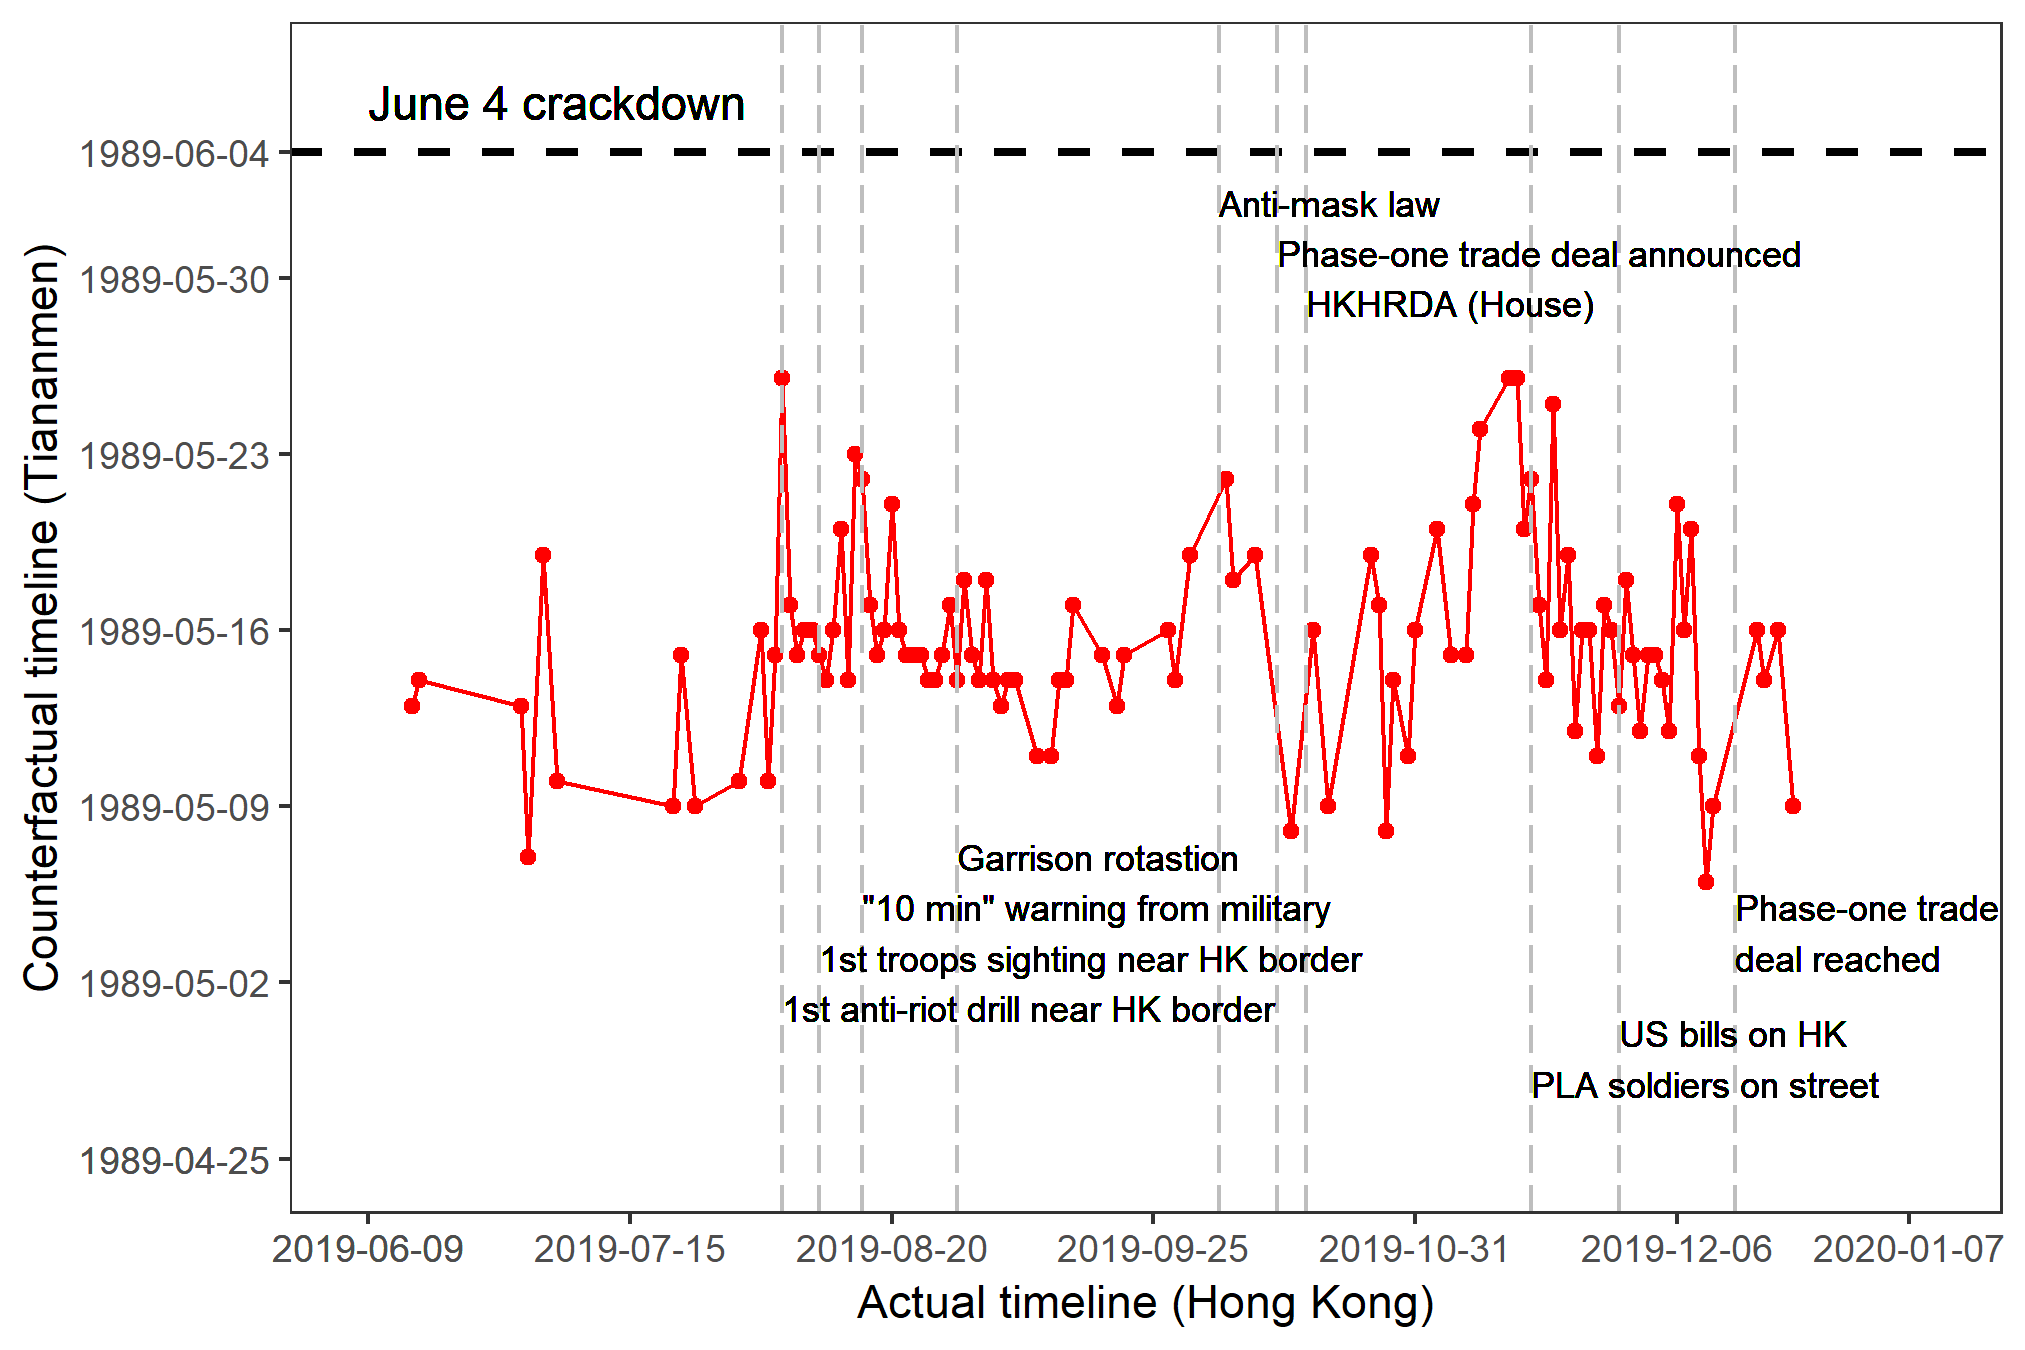 June 4 crackdown
1989-06-04
Anti-mask law
Phase-one trade deal announced
1989-05-30
HKHRDA (House)
1989-05-23
1989-05-16
1989-05-09
Garrison rotastion
"10 min" warning from military
Phase-one trade
1st troops sighting near HK border
deal reached
1989-05-02
1st anti-riot drill near HK border
US bills on HK
PLA soldiers on street
1989-04-25
Counterfactual timeline (Tiananmen)
2019-06-09 2019-07-15 2019-08-20 2019-09-25 2019-10-31 2019-12-06 2020-01-07
Actual timeline (Hong Kong)